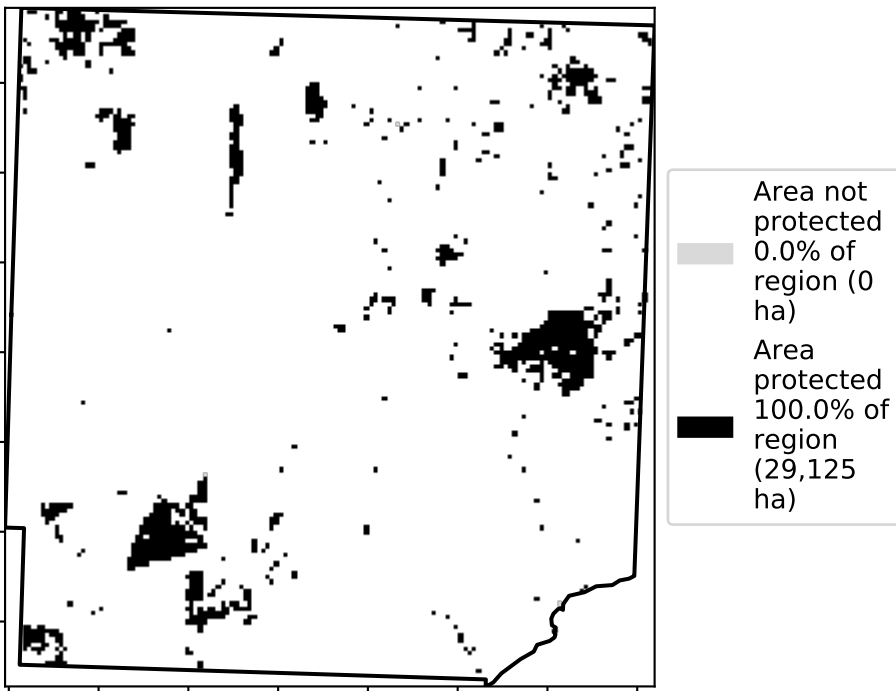 Area not
protected
0.0% of
region (0
ha)
Area
protected
100.0% of
region
(29,125
ha)